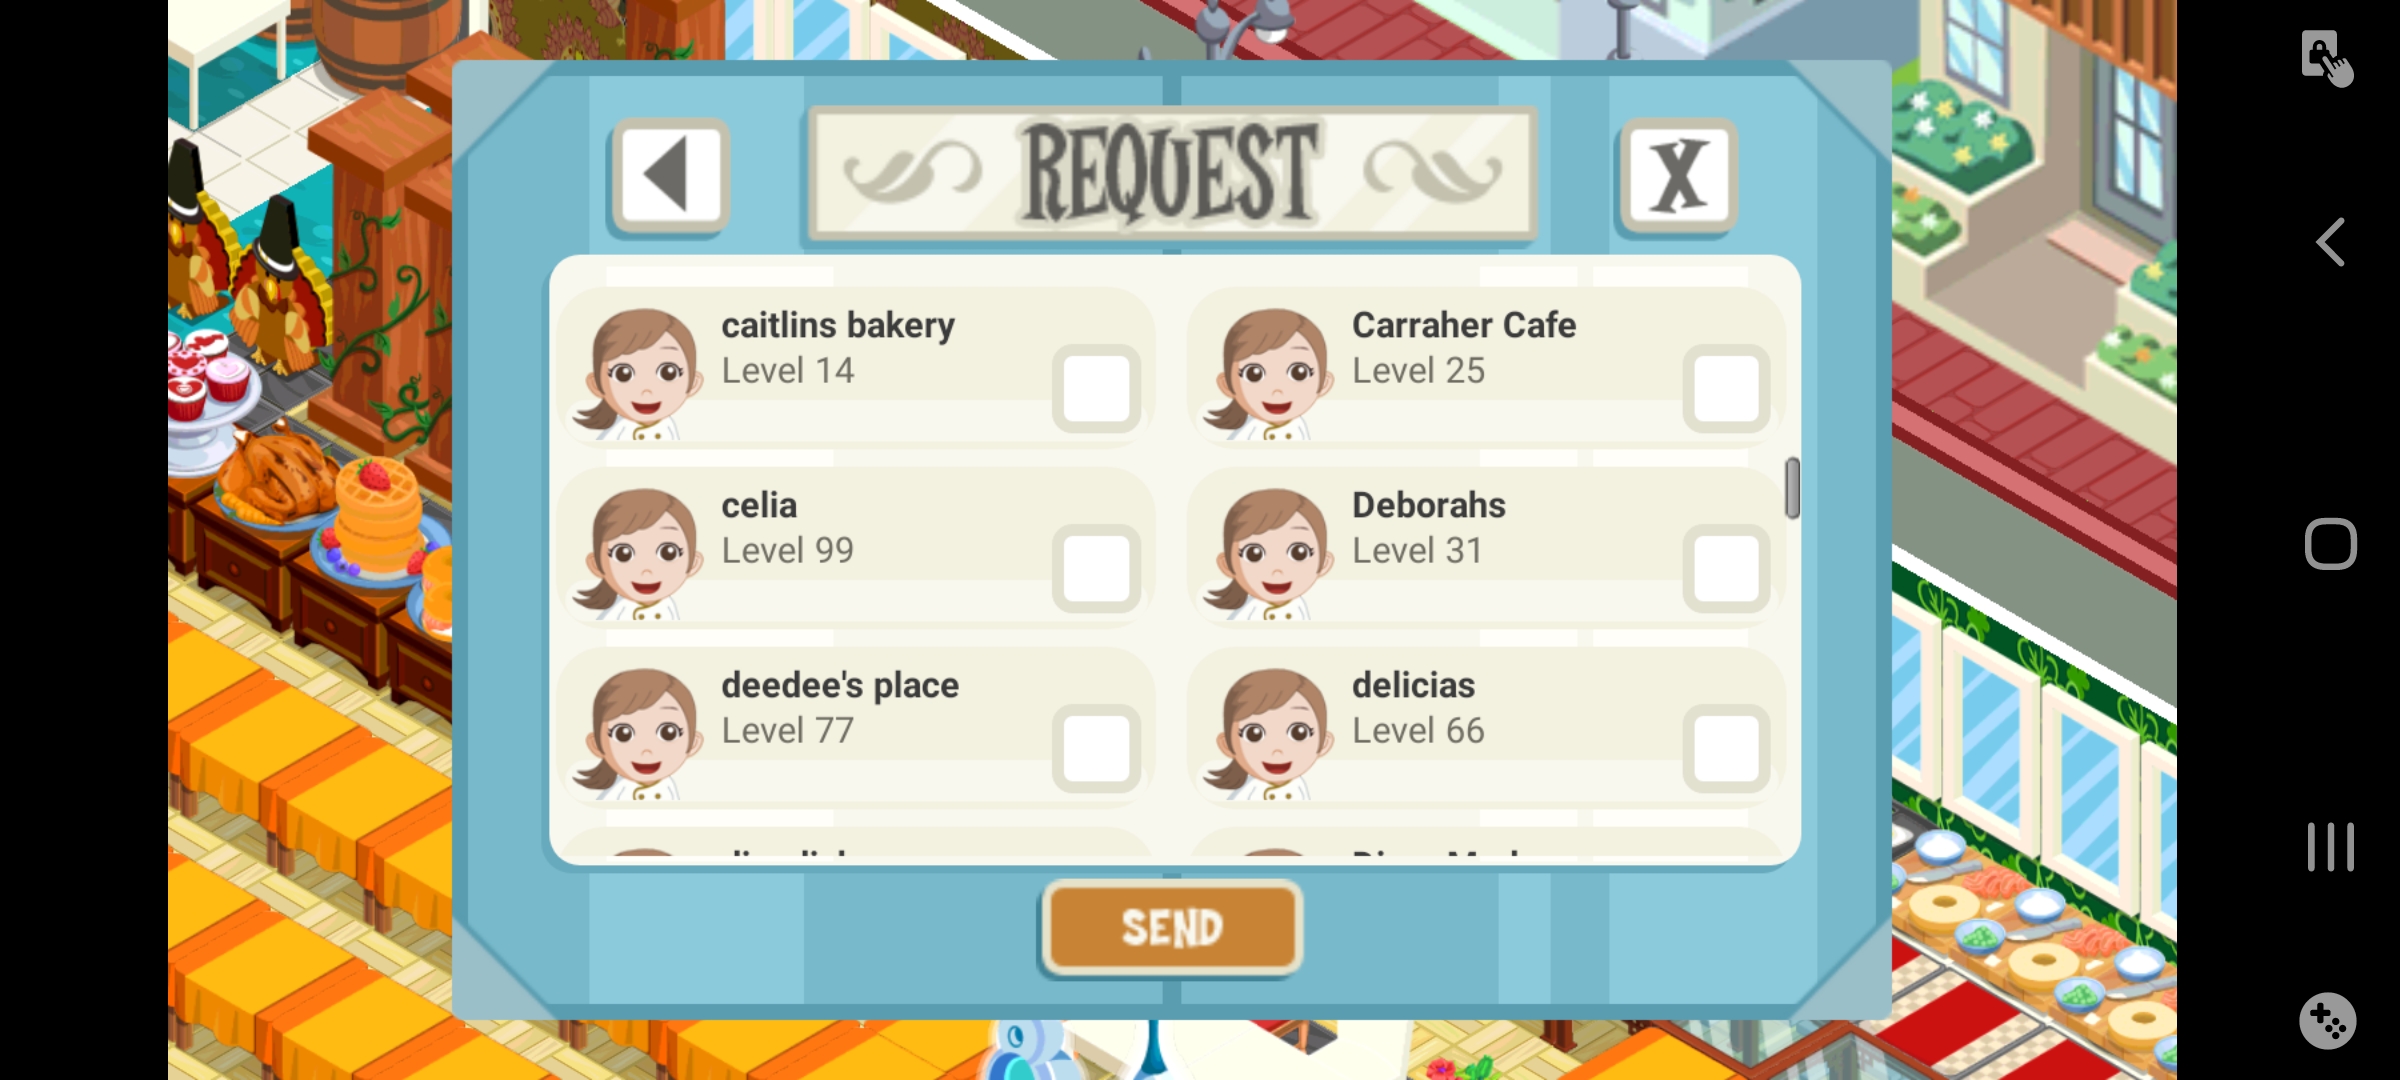 REQUEST
X
caitlins bakery
Level 14
Carraher Cafe
Level 25
celia
Level 99
Deborahs
Level 31
deedee's place
Level 77
delicias
Level 66
SEND